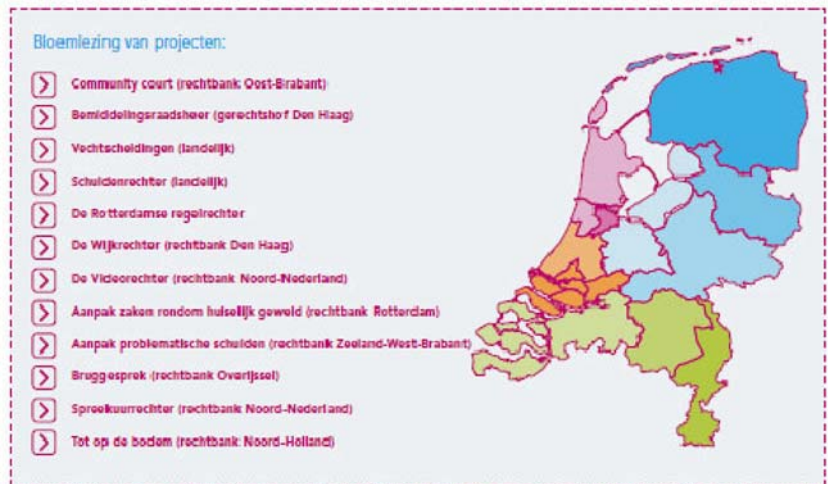 Bloemlezing van projecten:
Community court (rechtbank Oost-Brabant)
Bemiddelingsraadsheer (gerechtshof Den Haag)
Vechtscheidingen (landelijk)
Schuldenrechter (landelijk)
De Rotterdamse regelrechter
De Wijkrechter (rechtbank Den Haag)
De Videorechter (rechtbank Noord-Nederland)
Aanpak zaken rondom huiselijk geweld (rechtbank Rotterdam)
Aanpak problematische schulden (rechtbank Zeeland-West-Brabant)
Bruggesprek (rechtbank Overijssel)
Spreekuurrechter (rechtbank Noord-Nederland)
Tot op de bodem (rechtbank Noord-Holland)